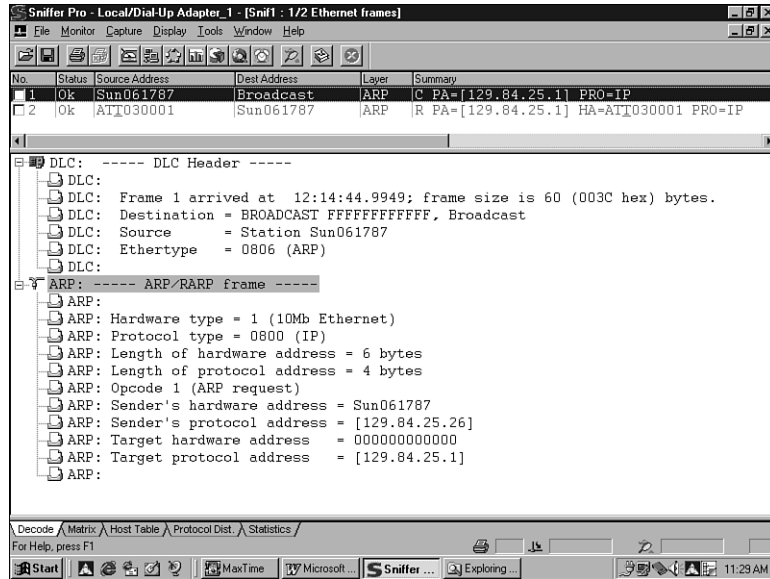 Sniffer Pro - Local/Dial-Up Adapter_1 - [Snif1 : 1/2 Ethernet frames]
File Monitor Capture Display Tools Window Help
No. Status Source Address Dest Address Layer Summary
1 Ok Sun061787 Broadcast ARP C PA=[129.84.25.1] PRO=IP
2 Ok ATT030001 Sun061787 ARP R PA=[129.84.25.1] HA=ATT030001 PRO=IP
DLC: ----- DLC Header -----
DLC:
DLC: Frame 1 arrived at 12:14:44.9949; frame size is 60 (003C hex) bytes.
DLC: Destination = BROADCAST FFFFFFFFFFFF, Broadcast
DLC: Source = Station Sun061787
DLC: Ethertype = 0806 (ARP)
DLC:
ARP: ----- ARP/RARP frame -----
ARP:
ARP: Hardware type = 1 (10Mb Ethernet)
ARP: Protocol type = 0800 (IP)
ARP: Length of hardware address = 6 bytes
ARP: Length of protocol address = 4 bytes
ARP: Opcode 1 (ARP request)
ARP: Sender's hardware address = Sun061787
ARP: Sender's protocol address = [129.84.25.26]
ARP: Target hardware address = 000000000000
ARP: Target protocol address = [129.84.25.1]
ARP:
Decode Matrix Host Table Protocol Dist. Statistics
For Help, press F1
Start MaxTime Microsoft ... Sniffer ... Exploring ... 11:29 AM